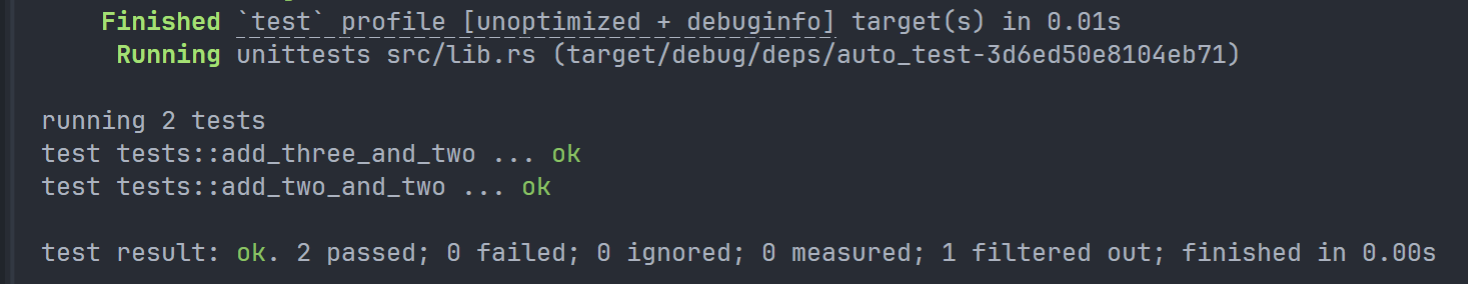 Finished `test` profile [unoptimized + debuginfo] target(s) in 0.01s
Running unittests src/lib.rs (target/debug/deps/auto_test-3d6ed50e8104eb71)
running 2 tests
test tests::add_three_and_two ... ok
test tests::add_two_and_two ... ok
test result: ok. 2 passed; 0 failed; 0 ignored; 0 measured; 1 filtered out; finished in 0.00s